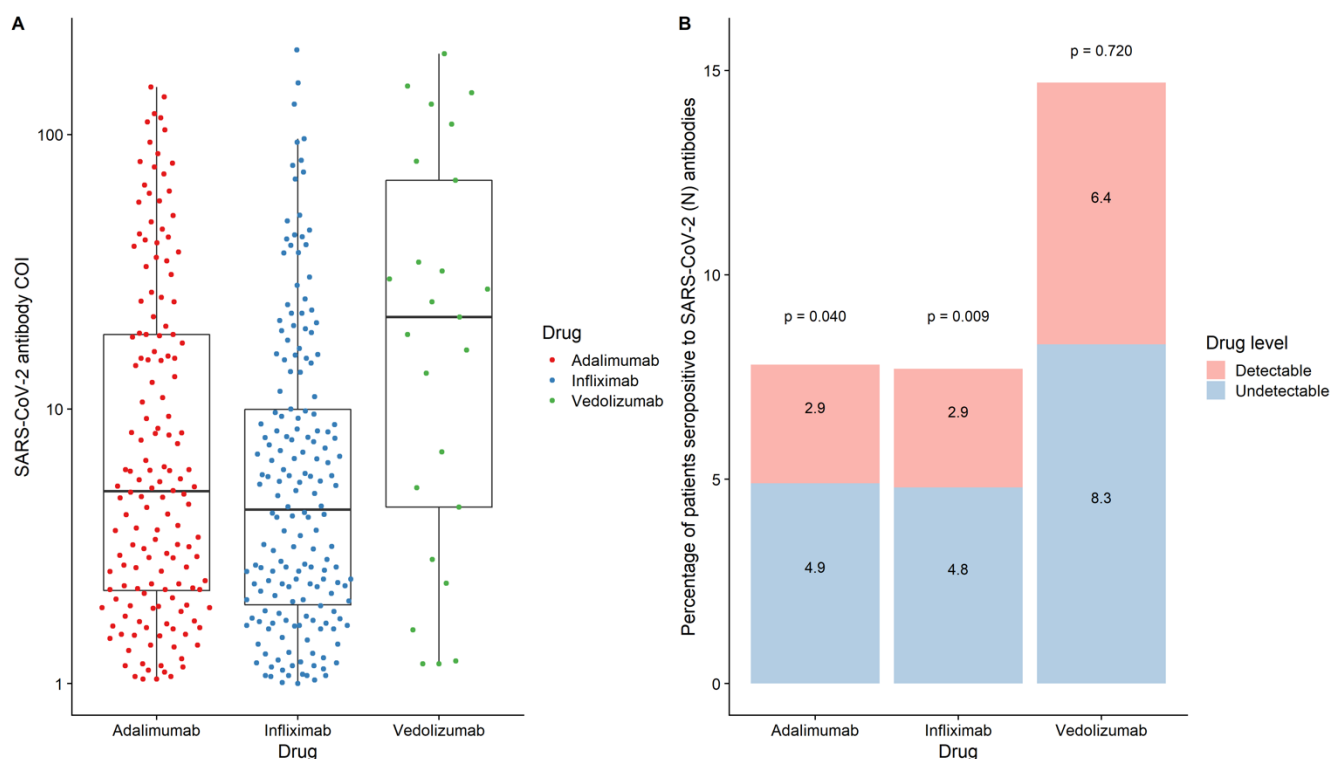 A
SARS-CoV-2 antibody COI
100
10
1
Adalimumab
Infliximab
Vedolizumab
Drug
Drug
Adalimumab
Infliximab
Vedolizumab
B
Percentage of patients seropositive to SARS-CoV-2 (N) antibodies
15
10
5
0
p = 0.040
p = 0.009
p = 0.720
2.9
4.9
2.9
4.8
6.4
8.3
Adalimumab
Infliximab
Vedolizumab
Drug
Drug level
Detectable
Undetectable